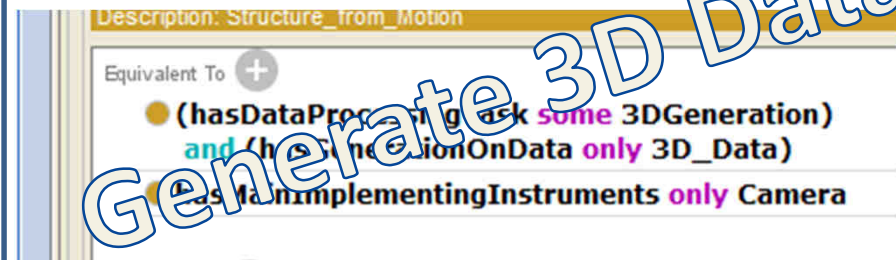 Description: Structure_from_Motion
Equivalent To +
(hasDataProcessingTask some 3DGeneration)
and (hasGenerationOnData only 3D_Data)
hasMainImplementingInstruments only Camera
Generate 3D Data